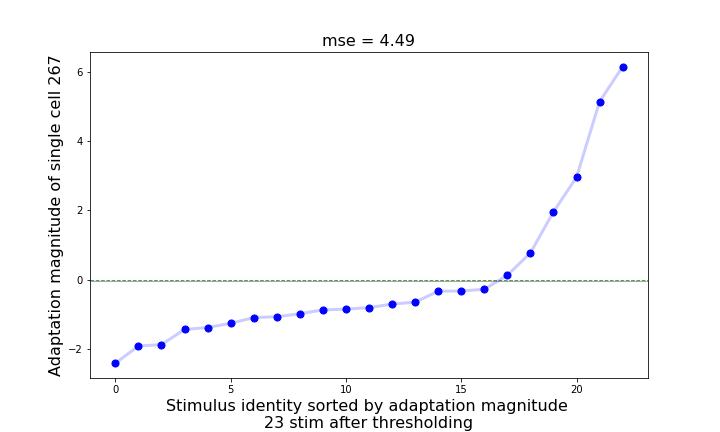 mse = 4.49
Adaptation magnitude of single cell 267
6
4
2
0
−2
0 5 10 15 20
Stimulus identity sorted by adaptation magnitude
23 stim after thresholding